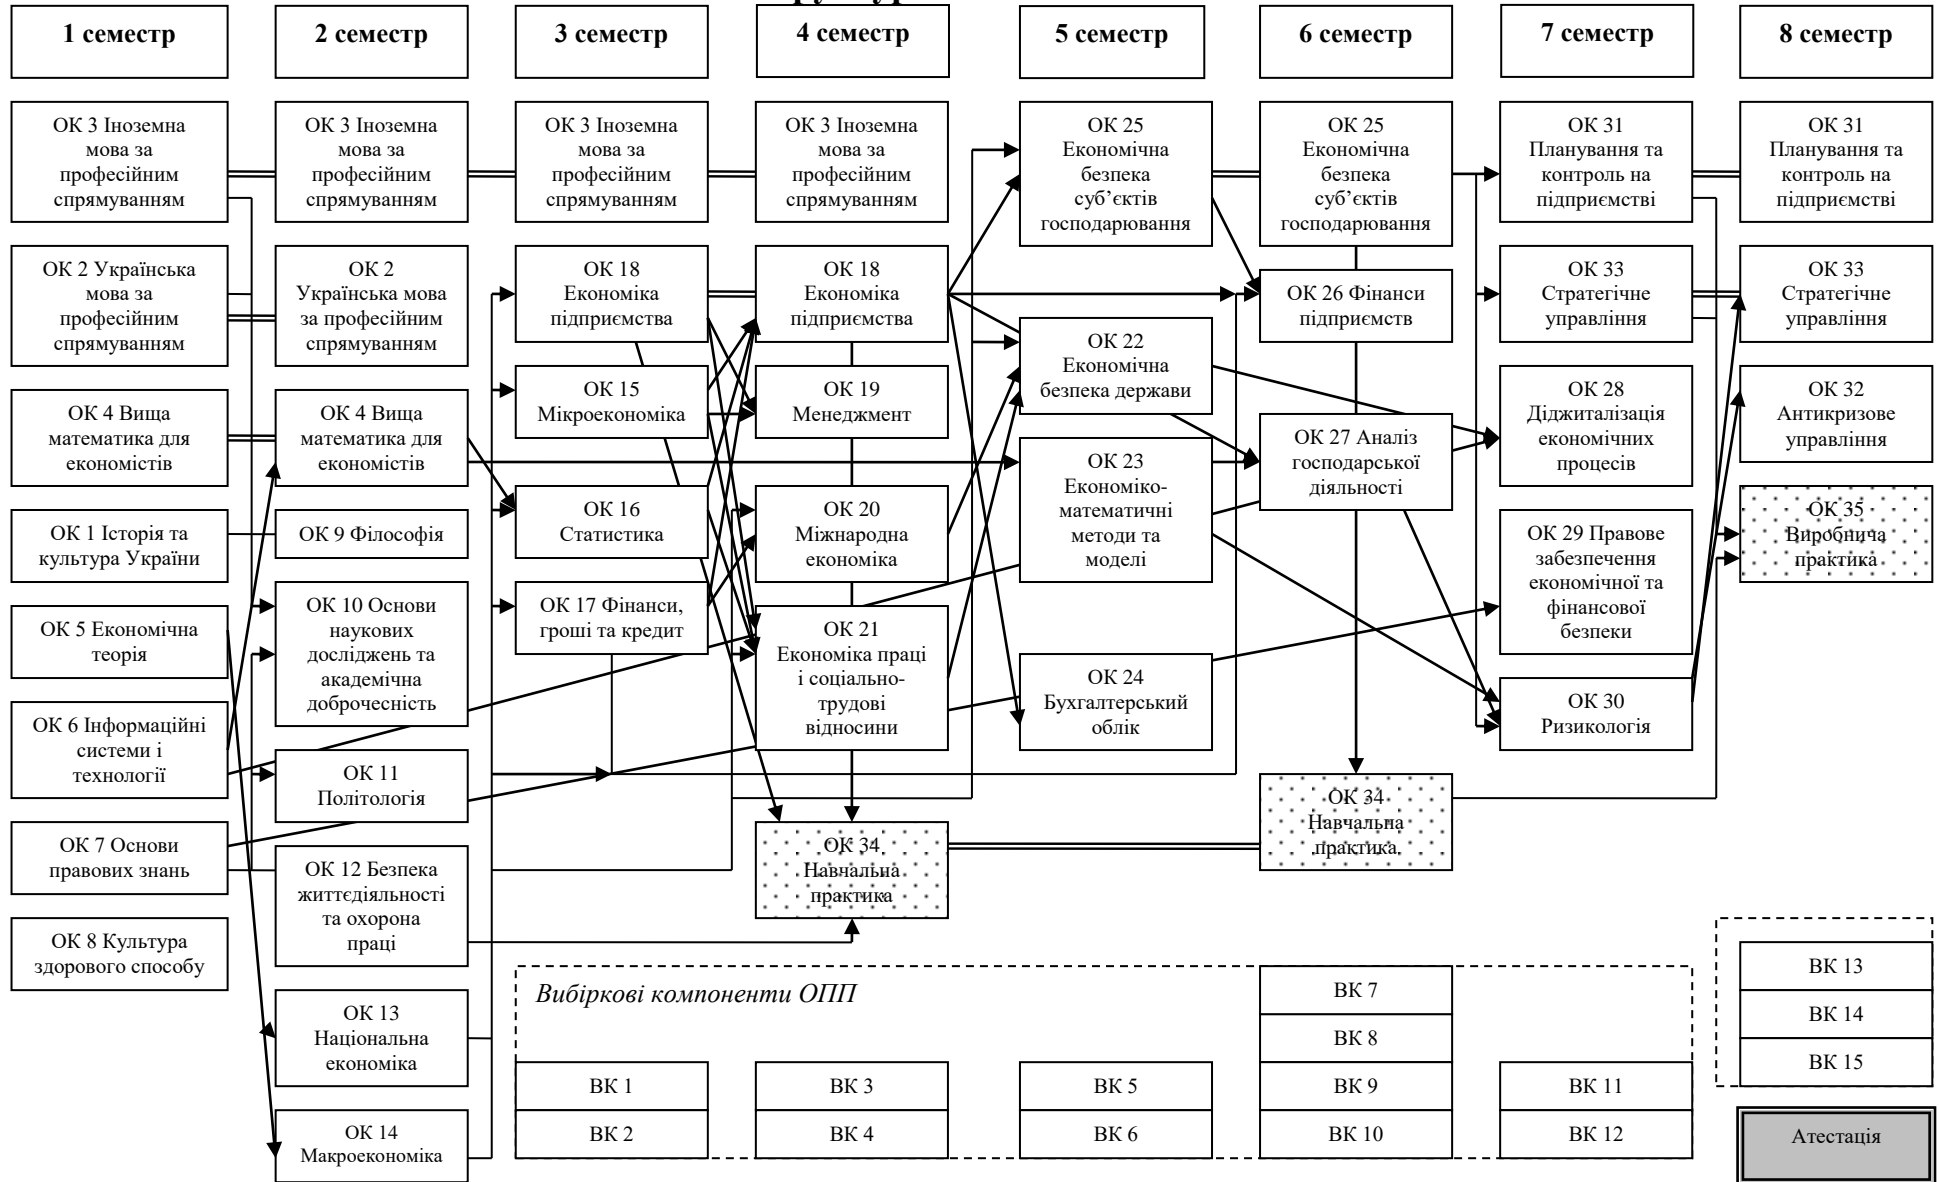 1 семестр
2 семестр
3 семестр
4 семестр
5 семестр
6 семестр
7 семестр
8 семестр
ОК 3 Іноземна
мова за
професійним
спрямуванням
ОК 2 Українська
мова за
професійним
спрямуванням
ОК 4 Вища
математика для
економістів
ОК 1 Історія та
культура України
ОК 5 Економічна
теорія
ОК 6 Інформаційні
системи і
технології
ОК 7 Основи
правових знань
ОК 8 Культура
здорового способу
ОК 3 Іноземна
мова за
професійним
спрямуванням
ОК 2
Українська мова
за професійним
спрямуванням
ОК 4 Вища
математика для
економістів
ОК 9 Філософія
ОК 10 Основи
наукових
досліджень та
академічна
доброчесність
ОК 11
Політологія
ОК 12 Безпека
життєдіяльності
та охорона
праці
ОК 13
Національна
економіка
ОК 14
Макроекономіка
ОК 3 Іноземна
мова за
професійним
спрямуванням
ОК 18
Економіка
підприємства
ОК 15
Мікроекономіка
ОК 16
Статистика
ОК 17 Фінанси,
гроші та кредит
ОК 3 Іноземна
мова за
професійним
спрямуванням
ОК 18
Економіка
підприємства
ОК 19
Менеджмент
ОК 20
Міжнародна
економіка
ОК 21
Економіка праці
і соціально-
трудові
відносини
ОК 34
Навчальна
практика
ОК 25
Економічна
безпека
суб’єктів
господарювання
ОК 22
Економічна
безпека держави
ОК 23
Економіко-
математичні
методи та
моделі
ОК 24
Бухгалтерський
облік
ОК 25
Економічна
безпека
суб’єктів
господарювання
ОК 26 Фінанси
підприємств
ОК 27 Аналіз
господарської
діяльності
ОК 34
Навчальна
практика
ОК 31
Планування та
контроль на
підприємстві
ОК 33
Стратегічне
управління
ОК 28
Діджиталізація
економічних
процесів
ОК 29 Правове
забезпечення
економічної та
фінансової
безпеки
ОК 30
Ризикологія
ОК 31
Планування та
контроль на
підприємстві
ОК 33
Стратегічне
управління
ОК 32
Антикризове
управління
ОК 35
Виробнича
практика
Вибіркові компоненти ОПП
ВК 1
ВК 2
ВК 3
ВК 4
ВК 5
ВК 6
ВК 7
ВК 8
ВК 9
ВК 10
ВК 11
ВК 12
ВК 13
ВК 14
ВК 15
Атестація